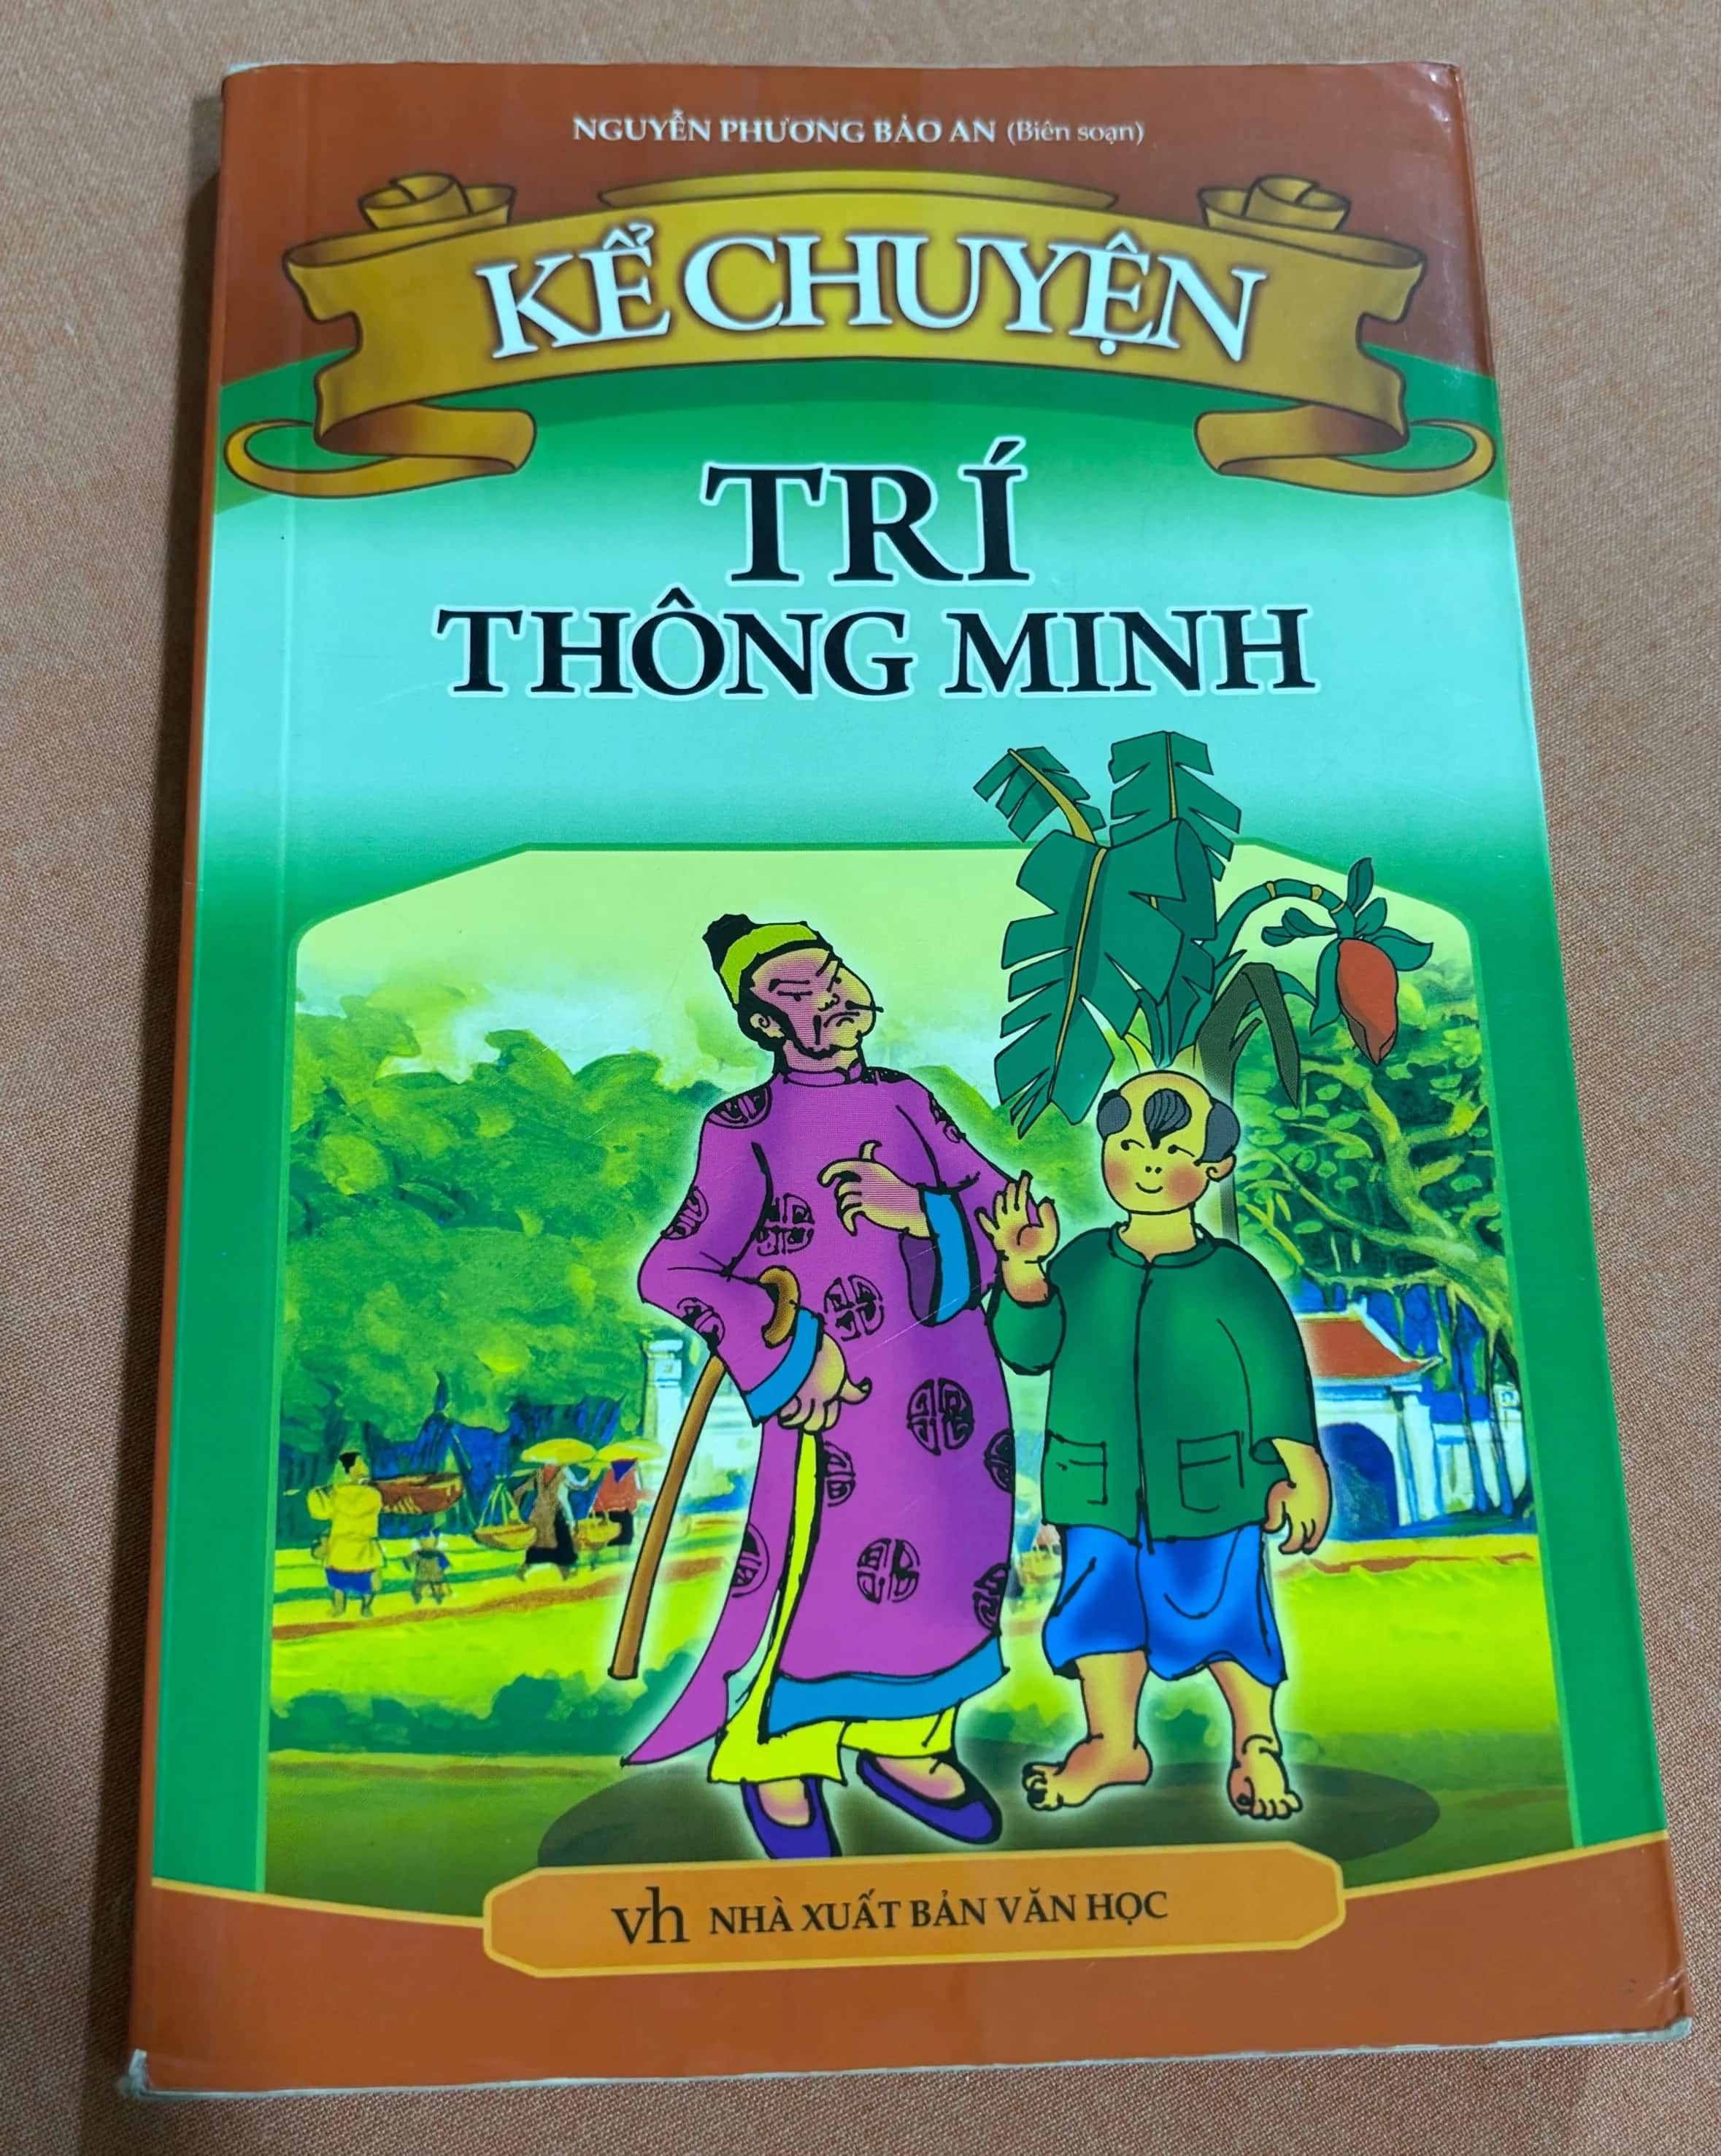 NGUYỄN PHƯƠNG BẢO AN (Biên soạn)
KỂ CHUYỆN
TRÍ
THÔNG MINH
vh NHÀ XUẤT BẢN VĂN HỌC